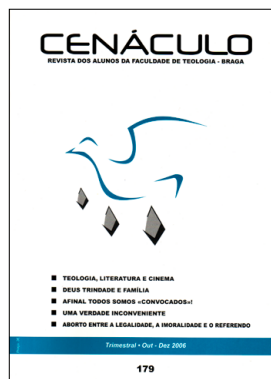 CENÁCULO
REVISTA DOS ALUNOS DA FACULDADE DE TEOLOGIA - BRAGA
■ TEOLOGIA, LITERATURA E CINEMA
■ DEUS TRINDADE E FAMÍLIA
■ AFINAL TODOS SOMOS «CONVOCADOS»!
■ UMA VERDADE INCONVENIENTE
■ ABORTO ENTRE A LEGALIDADE, A IMORALIDADE E O REFERENDO
Trimestral • Out - Dez 2006
179